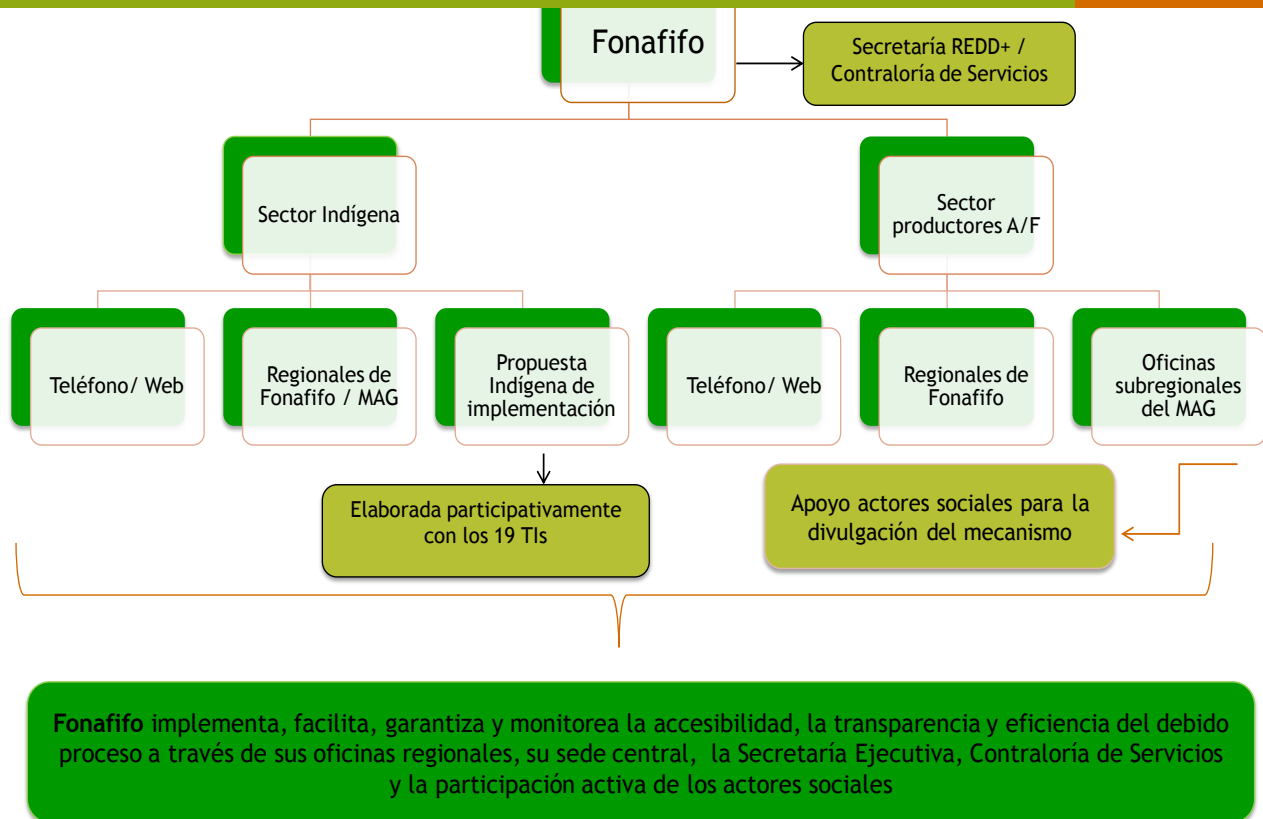 Fonafifo
Secretaría REDD+ /
Contraloría de Servicios
Sector Indígena
Sector
productores A/F
Teléfono/ Web
Regionales de
Fonafifo / MAG
Propuesta
Indígena de
implementación
Teléfono/ Web
Regionales de
Fonafifo
Oficinas
subregionales
del MAG
Elaborada participativamente
con los 19 TIs
Apoyo actores sociales para la
divulgación del mecanismo
Fonafifo implementa, facilita, garantiza y monitorea la accesibilidad, la transparencia y eficiencia del debido
proceso a través de sus oficinas regionales, su sede central, la Secretaría Ejecutiva, Contraloría de Servicios
y la participación activa de los actores sociales